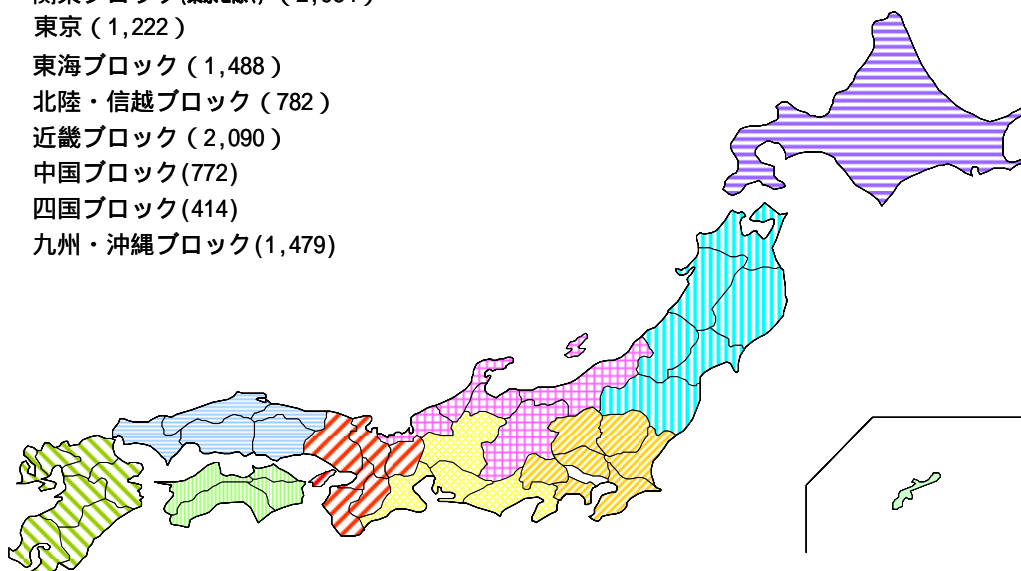 東京（1,222）
東海ブロック（1,488）
北陸・信越ブロック（782）
近畿ブロック（2,090）
中国ブロック(772)
四国ブロック(414)
九州・沖縄ブロック(1,479)